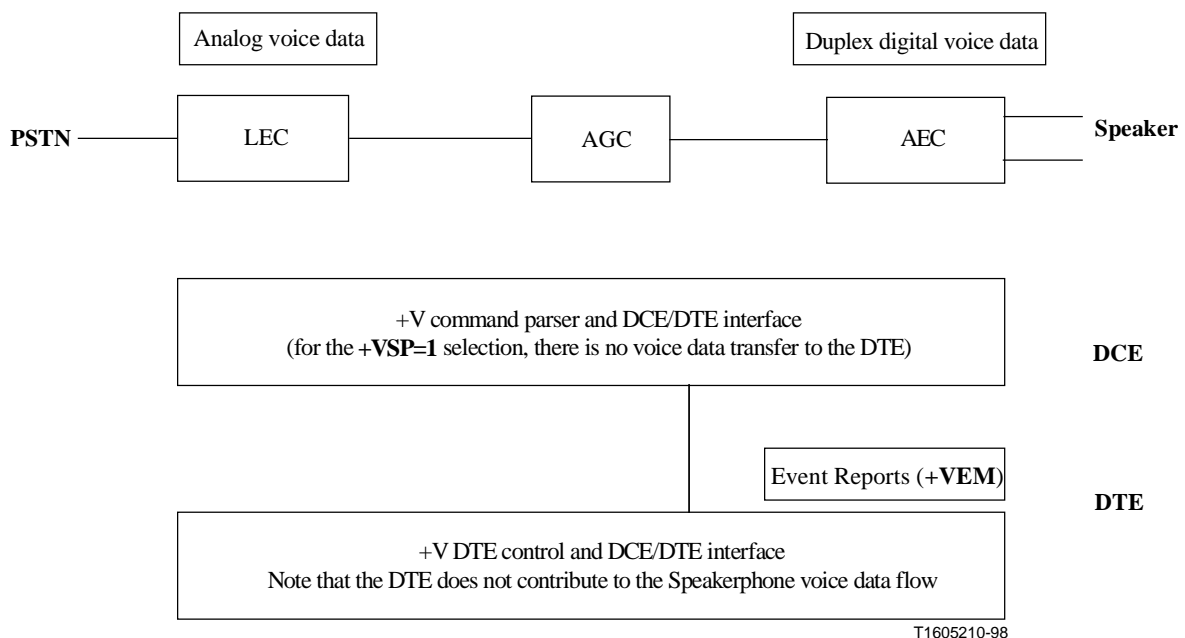 Analog voice data
Duplex digital voice data
PSTN
LEC
AGC
AEC
Speaker
+V command parser and DCE/DTE interface
(for the +VSP=1 selection, there is no voice data transfer to the DTE)
DCE
Event Reports (+VEM)
DTE
+V DTE control and DCE/DTE interface
Note that the DTE does not contribute to the Speakerphone voice data flow
T1605210-98